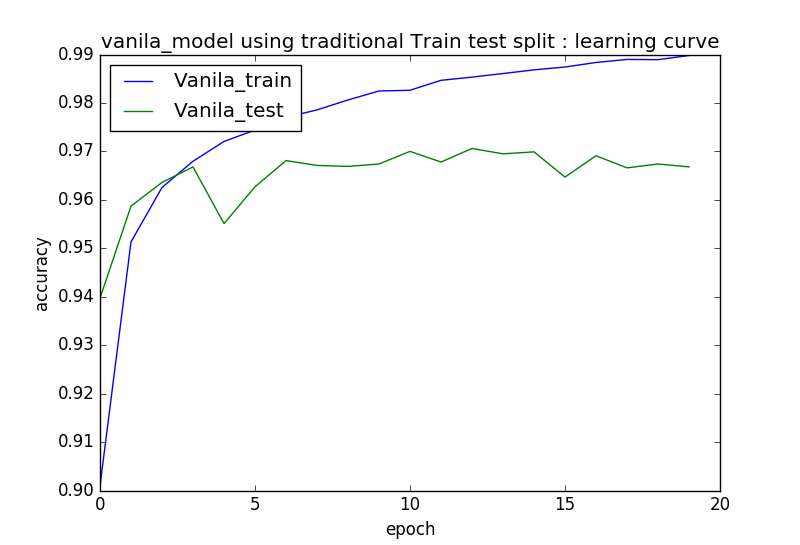 vanila_model using traditional Train test split : learning curve
0.99
0.98
0.97
0.96
0.95
0.94
0.93
0.92
0.91
0.90
accuracy
Vanila_train
Vanila_test
0 5 10 15 20
epoch